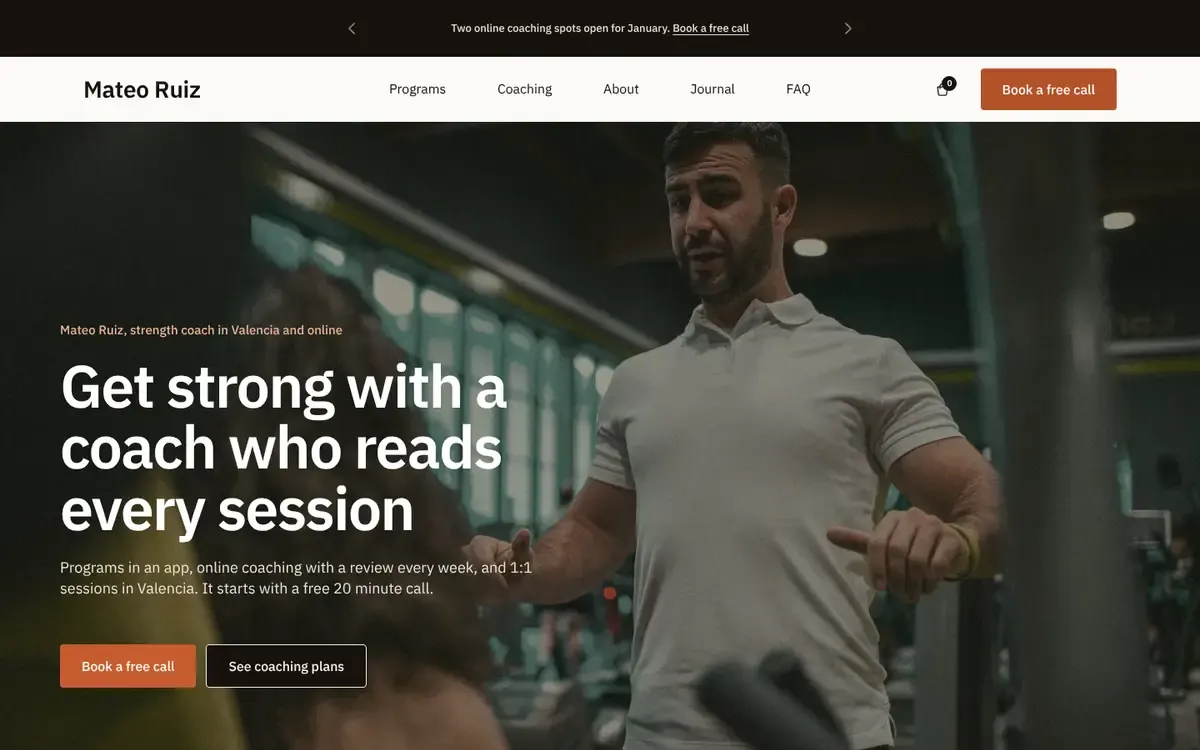 Two online coaching spots open for January. Book a free call
Mateo Ruiz
Programs
Coaching
About
Journal
FAQ
0
Book a free call
Mateo Ruiz, strength coach in Valencia and online
Get strong with a
coach who reads
every session
Programs in an app, online coaching with a review every week, and 1:1
sessions in Valencia. It starts with a free 20 minute call.
Book a free call
See coaching plans